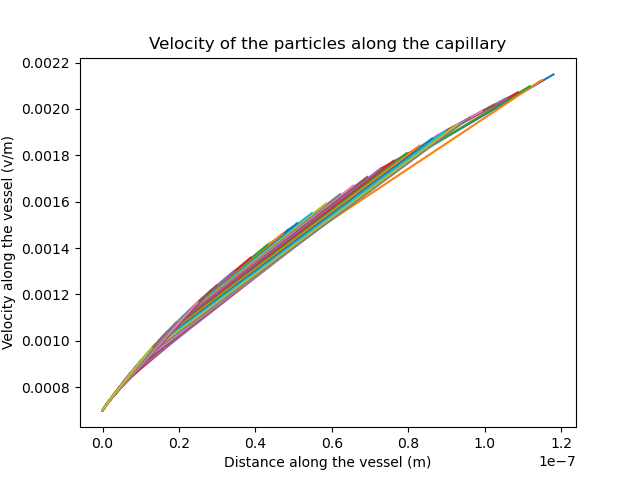 Velocity of the particles along the capillary
Velocity along the vessel (v/m)
0.0022
0.0020
0.0018
0.0016
0.0014
0.0012
0.0010
0.0008
0.0 0.2 0.4 0.6 0.8 1.0 1.2
1e−7
Distance along the vessel (m)